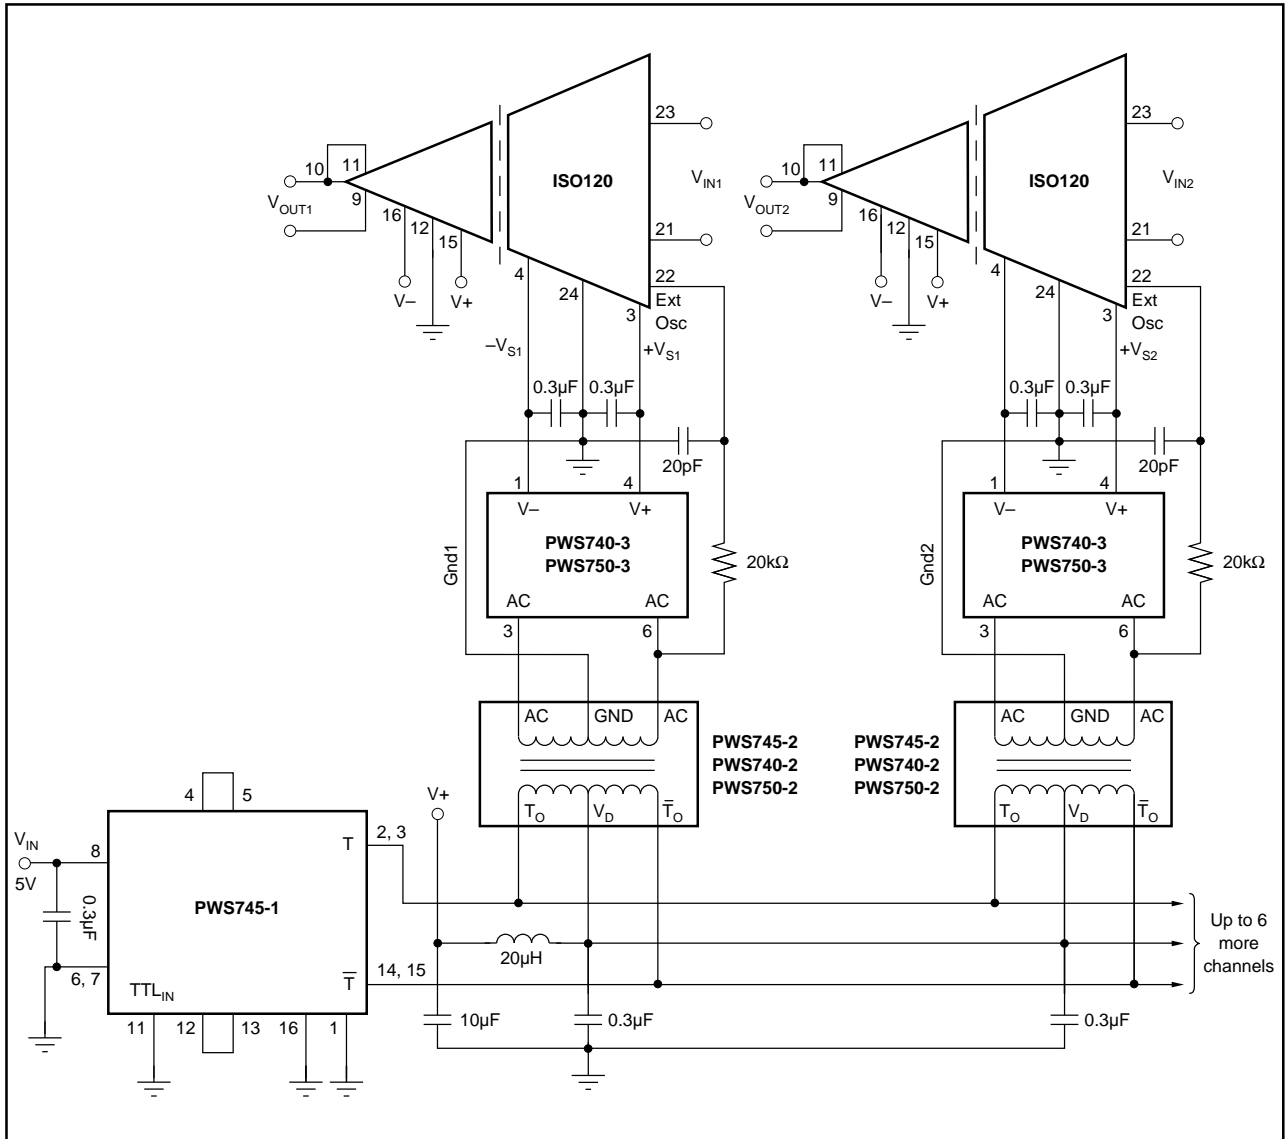 23
11
10
ISO120
V_IN1
9
V_OUT1
16
12
15
21
4
22
24
Ext
Osc
3
V–
V+
–V_S1
+V_S1
0.3µF
0.3µF
20pF
1
4
V–
V+
Gnd1
PWS740-3
PWS750-3
20kΩ
AC
AC
3
6
AC
GND
AC
PWS745-2
PWS740-2
PWS750-2
T_O
V_D
T̅_O
23
11
10
ISO120
V_IN2
9
V_OUT2
16
12
15
21
4
22
24
Ext
Osc
3
V–
V+
+V_S2
0.3µF
0.3µF
20pF
1
4
V–
V+
Gnd2
PWS740-3
PWS750-3
20kΩ
AC
AC
3
6
AC
GND
AC
PWS745-2
PWS740-2
PWS750-2
T_O
V_D
T̅_O
4
5
V+
V_IN
8
5V
T
2, 3
0.3µF
PWS745-1
6, 7
TTL_IN
T̅
14, 15
11
12
13
16
1
20µH
10µF
0.3µF
0.3µF
Up to 6
more
channels